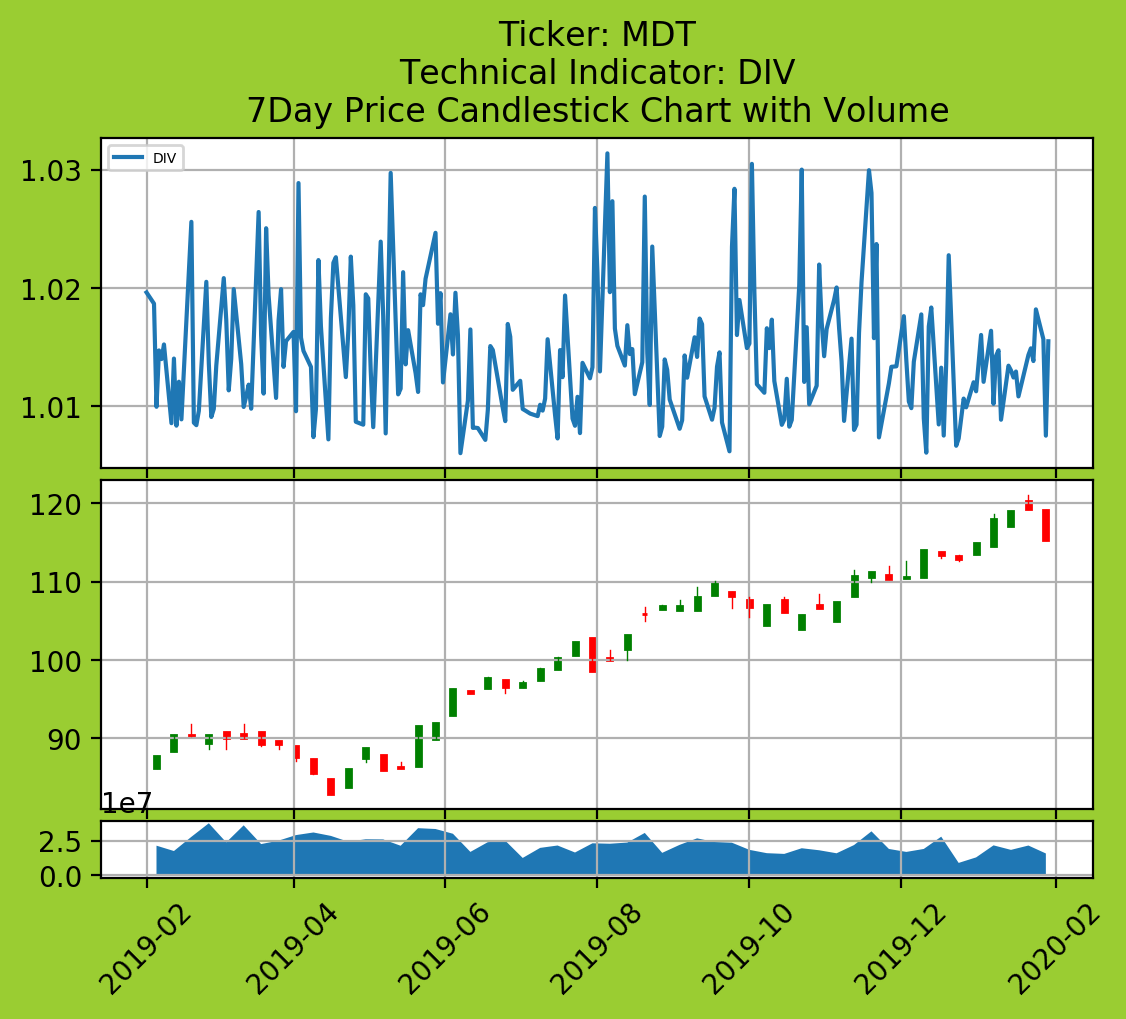 Ticker: MDT
Technical Indicator: DIV
7Day Price Candlestick Chart with Volume
DIV
1.03
1.02
1.01
120
110
100
90
1e7
2.5
0.0
2019-02 2019-04 2019-06 2019-08 2019-10 2019-12 2020-02